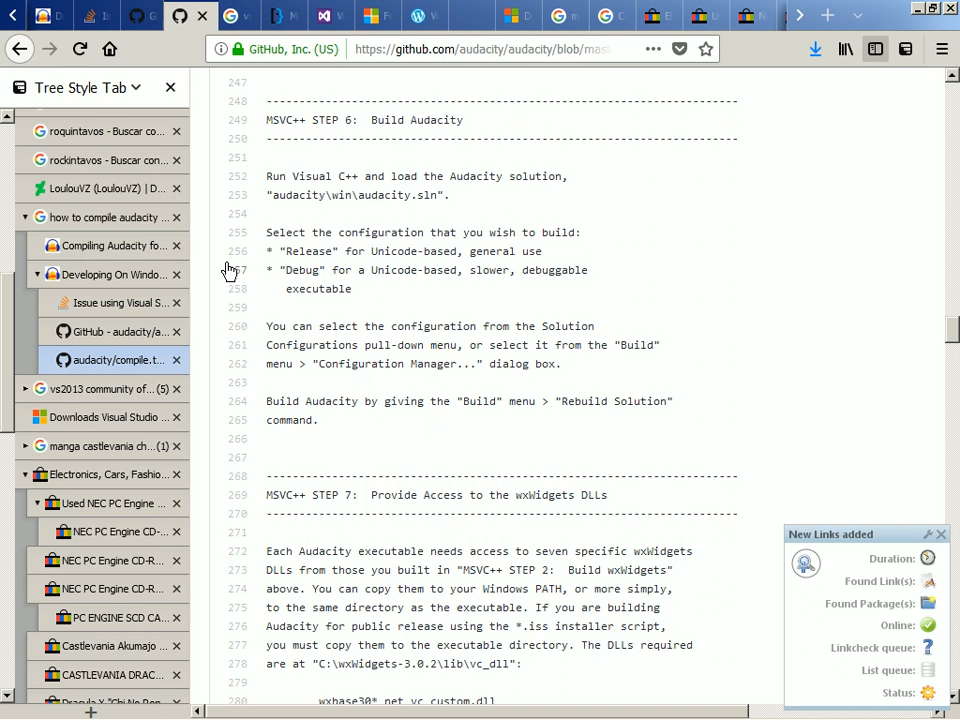 D
Is
G
v
M
Vi
Fi
W
D
m
C
E
U
N
GitHub, Inc. (US)
https://github.com/audacity/audacity/blob/mas
Tree Style Tab
roquintavos - Buscar co...
rockintavos - Buscar con...
LoulouVZ (LoulouVZ) | D...
how to compile audacity
Compiling Audacity fo...
Developing On Windo...
Issue using Visual S...
GitHub - audacity/a...
audacity/compile.t...
vs2013 community of... (5)
Downloads Visual Studio ...
manga castlevania ch... (1)
Electronics, Cars, Fashio...
Used NEC PC Engine ...
NEC PC Engine CD-...
NEC PC Engine CD-R...
NEC PC Engine CD-R...
PC ENGINE SCD CA...
Castlevania Akumajo ...
CASTLEVANIA DRAC...
Dracula X "Chi No Ron...
247
248 --------------------------------------------------------------------------
249 MSVC++ STEP 6:  Build Audacity
250 --------------------------------------------------------------------------
251
252 Run Visual C++ and load the Audacity solution,
253 "audacity\win\audacity.sln".
254
255 Select the configuration that you wish to build:
256 * "Release" for Unicode-based, general use
257 * "Debug" for a Unicode-based, slower, debuggable
258 executable
259
260 You can select the configuration from the Solution
261 Configurations pull-down menu, or select it from the "Build"
262 menu > "Configuration Manager..." dialog box.
263
264 Build Audacity by giving the "Build" menu > "Rebuild Solution"
265 command.
266
267
268 --------------------------------------------------------------------------
269 MSVC++ STEP 7:  Provide Access to the wxWidgets DLLs
270 --------------------------------------------------------------------------
271
272 Each Audacity executable needs access to seven specific wxWidgets
273 DLLs from those you built in "MSVC++ STEP 2:  Build wxWidgets"
274 above. You can copy them to your Windows PATH, or more simply,
275 to the same directory as the executable. If you are building
276 Audacity for public release using the *.iss installer script,
277 you must copy them to the executable directory. The DLLs required
278 are at "C:\wxWidgets-3.0.2\lib\vc_dll":
279
280 wxbase30*_net_vc_custom.dll
New Links added
Duration:
Found Link(s):
Found Package(s):
Online:
Linkcheck queue:
List queue:
Status: